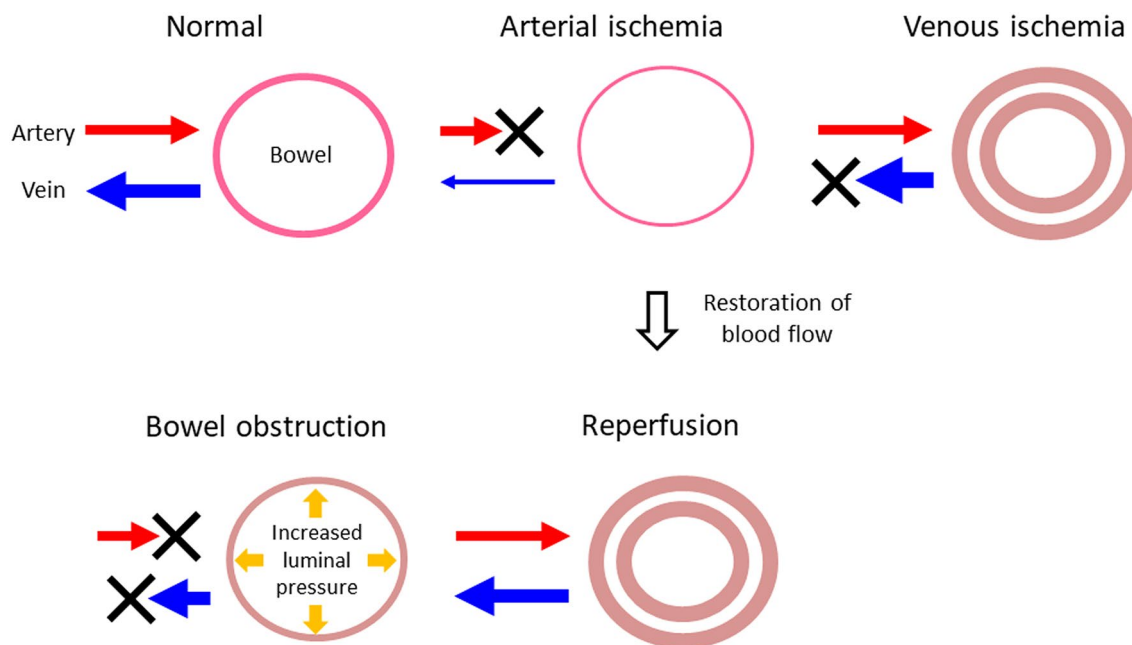 Normal
Arterial ischemia
Venous ischemia
Artery
Bowel
Vein
Restoration of
blood flow
Bowel obstruction
Reperfusion
Increased
luminal
pressure